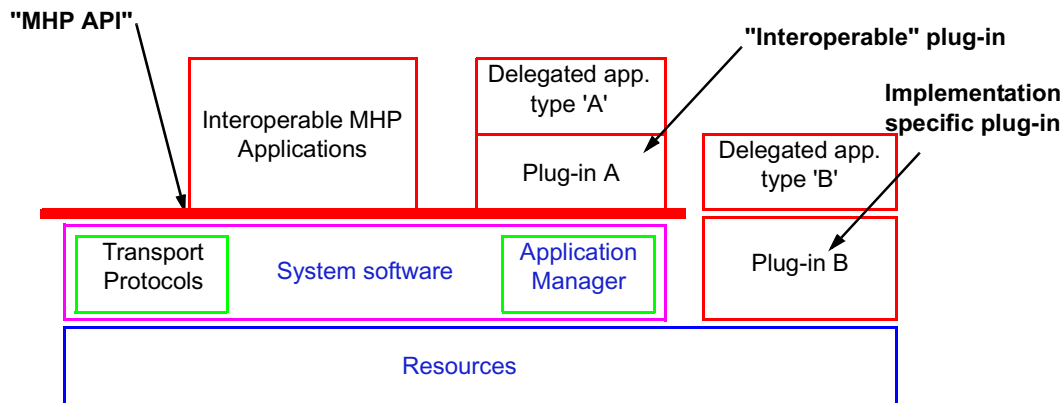 "MHP API"
"Interoperable" plug-in
Delegated app.
type 'A'
Implementation
specific plug-in
Interoperable MHP
Applications
Plug-in A
Delegated app.
type 'B'
Transport
Protocols
System software
Application
Manager
Plug-in B
Resources